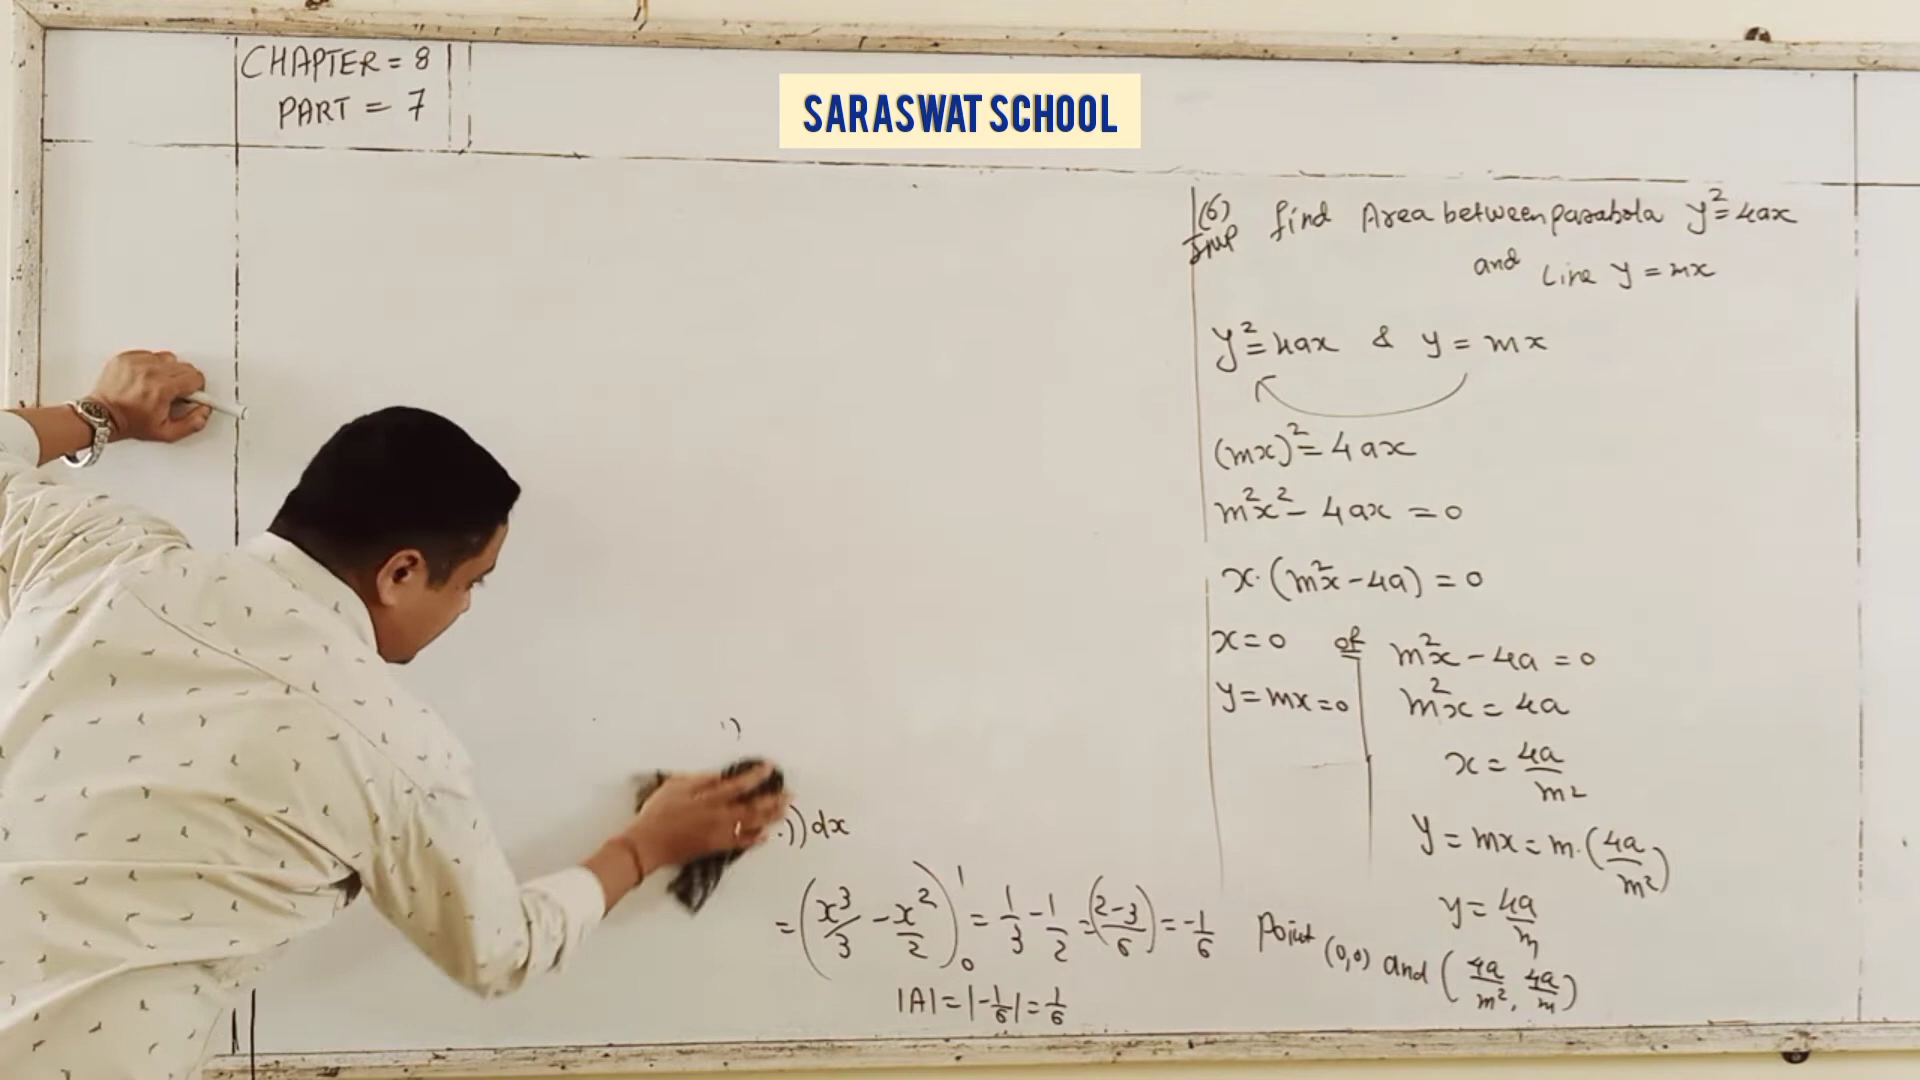 CHAPTER = 8
PART = 7
SARASWAT SCHOOL
(6) find Area between parabola y² = 4ax
Imp
and Line y = mx
y² = 4ax & y = mx
(mx)² = 4ax
m²x² - 4ax = 0
x·(m²x - 4a) = 0
x = 0 or m²x - 4a = 0
y = mx = 0
m²x = 4a
x = 4a/m²
y = mx = m·(4a/m²)
y = 4a/m
Point (0,0) and (4a/m², 4a/m)
))dx
= (x³/3 - x²/2)₀¹ = 1/3 - 1/2 = (2-3/6) = -1/6
|A| = |-1/6| = 1/6